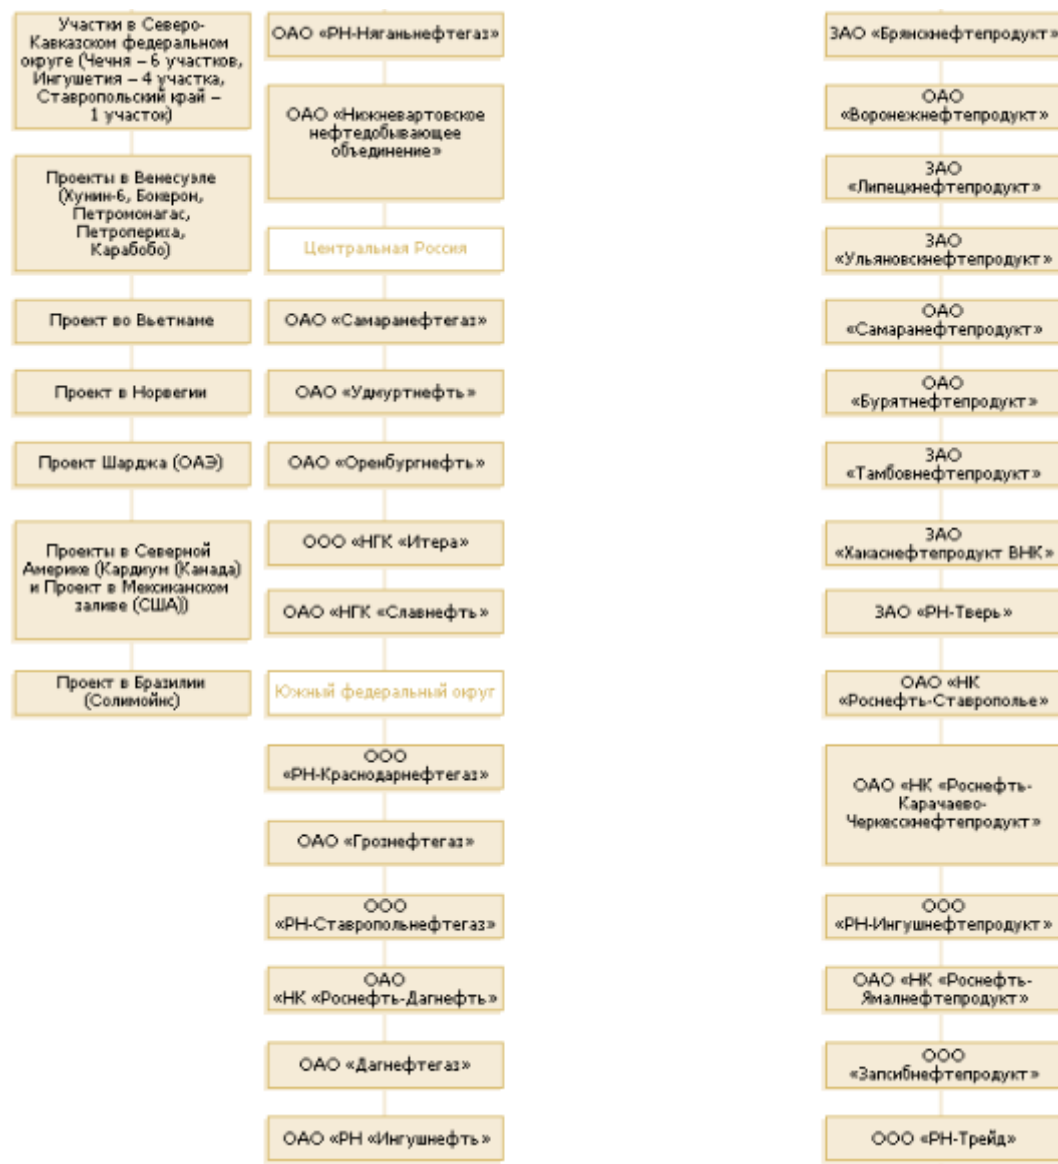 Участки в Северо-
Кавказском федеральном
округе (Чечня – 6 участков,
Ингушетия – 4 участка,
Ставропольский край –
1 участок)
Проекты в Венесуэле
(Хунин-6, Бокерон,
Петромонагас,
Петроперихa,
Карабобо)
Проект во Вьетнаме
Проект в Норвегии
Проект Шарджа (ОАЭ)
Проекты в Северной
Америке (Кардиум (Канада)
и Проект в Мексиканском
заливе (США))
Проект в Бразилии
(Солимойнс)
ОАО «РН-Няганьнефтегаз»
ОАО «Нижневартовское
нефтедобывающее
объединение»
Центральная Россия
ОАО «Самаранефтегаз»
ОАО «Удмуртнефть»
ОАО «Оренбургнефть»
ООО «НГК «Итера»
ОАО «НГК «Славнефть»
Южный федеральный округ
ООО
«РН-Краснодарнефтегаз»
ОАО «Грознефтегаз»
ООО
«РН-Ставропольнефтегаз»
ОАО
«НК «Роснефть-Дагнефть»
ОАО «Дагнефтегаз»
ОАО «РН «Ингушнефть»
ЗАО «Брянскнефтепродукт»
ОАО
«Воронежнефтепродукт»
ЗАО
«Липецкнефтепродукт»
ЗАО
«Ульяновскнефтепродукт»
ОАО
«Самаранефтепродукт»
ОАО
«Бурятнефтепродукт»
ЗАО
«Тамбовнефтепродукт»
ЗАО
«Хакаснефтепродукт ВНК»
ЗАО «РН-Тверь»
ОАО «НК
«Роснефть-Ставрополье»
ОАО «НК «Роснефть-
Карачаево-
Черкесскнефтепродукт»
ООО
«РН-Ингушнефтепродукт»
ОАО «НК «Роснефть-
Ямалнефтепродукт»
ООО
«Запсибнефтепродукт»
ООО «РН-Трейд»